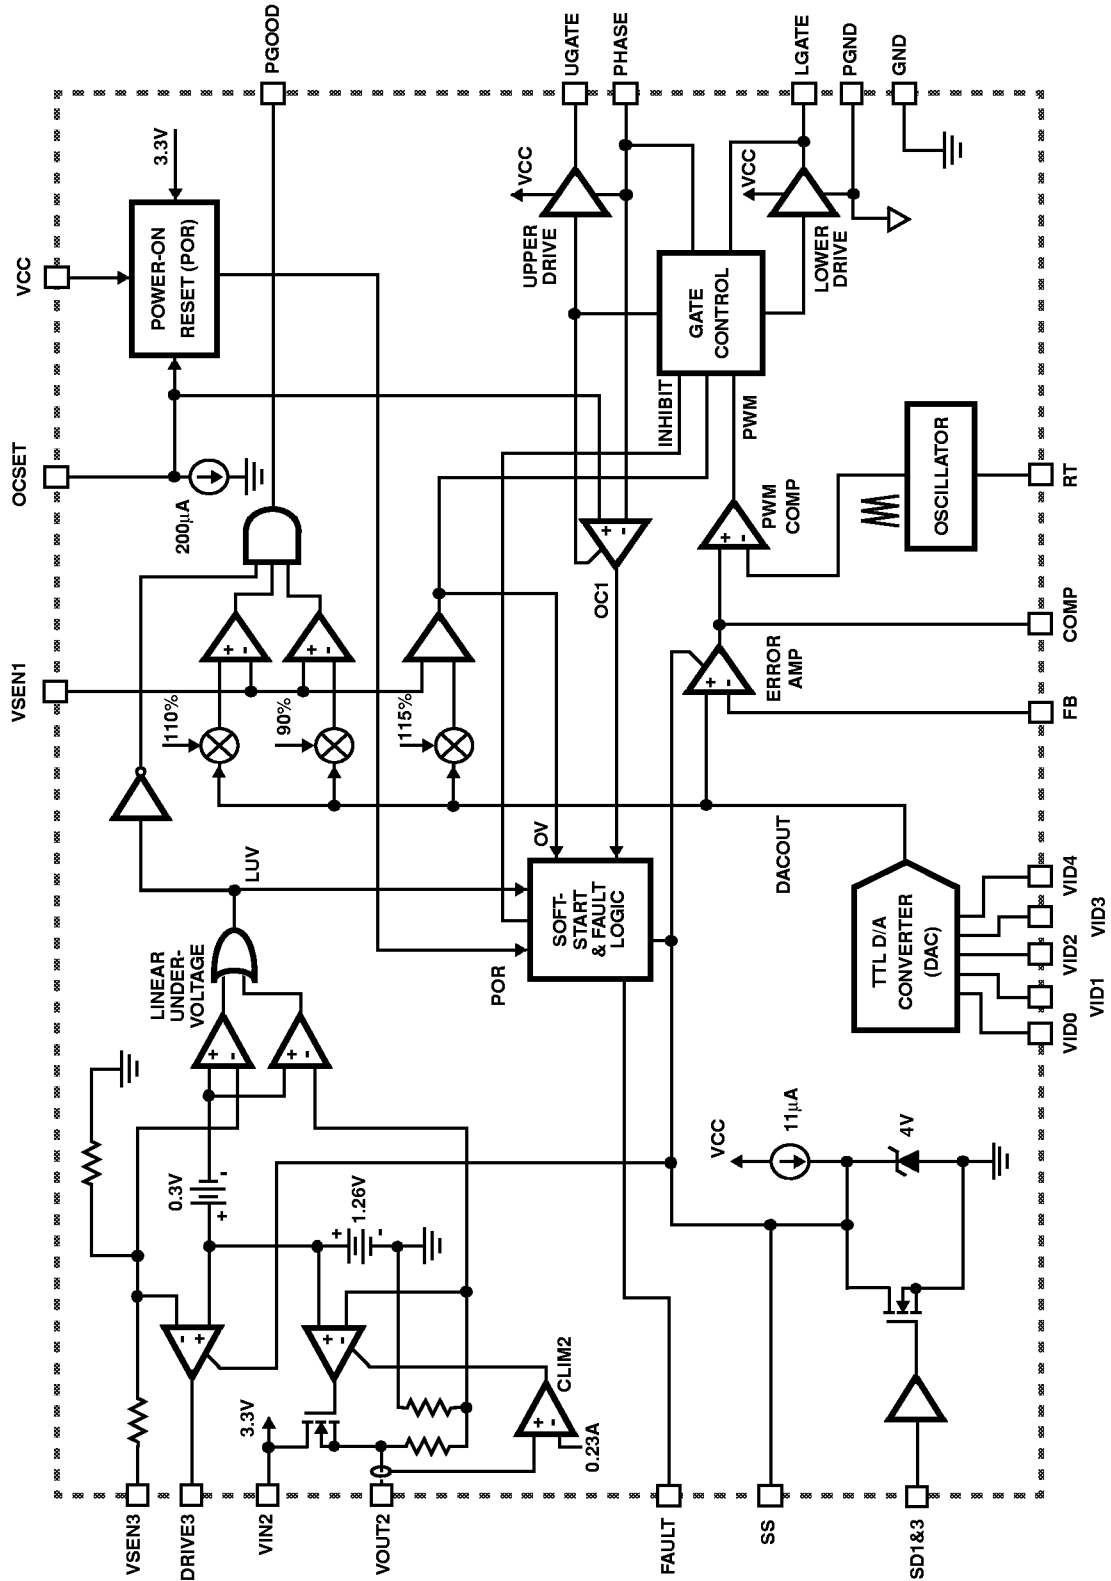 VSEN1
OCSET
VCC
3.3V
POWER-ON
RESET (POR)
PGOOD
110%
90%
115%
200µA
LINEAR
UNDER-
VOLTAGE
LUV
0.3V
+
-
+
-
+
-
+
-
+
-
VSEN3
DRIVE3
-
+
VIN2
3.3V
VOUT2
+
-
1.26V
+
-
CLIM2
+
-
0.23A
POR
OV
SOFT-
START
& FAULT
LOGIC
OC1
+
-
INHIBIT
PWM
GATE
CONTROL
UPPER
DRIVE
VCC
UGATE
PHASE
LOWER
DRIVE
VCC
LGATE
PGND
GND
PWM
COMP
+
-
ERROR
AMP
+
-
OSCILLATOR
RT
COMP
FB
DACOUT
TTL D/A
CONVERTER
(DAC)
VID0
VID1
VID2
VID3
VID4
VCC
11µA
4V
FAULT
SS
SD1&3